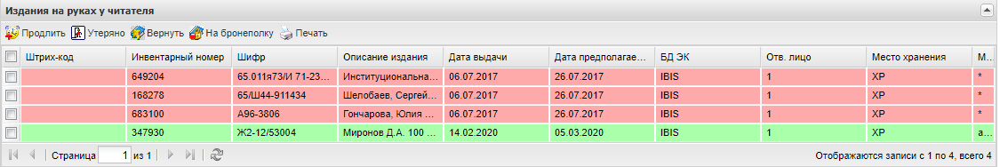 Издания на руках у читателя
Продлить Утеряно Вернуть На бронеполку Печать
Штрих-код Инвентарный номер Шифр Описание издания Дата выдачи Дата предполагае... БД ЭК Отв. лицо Место хранения М...
649204 65.011я73/И 71-23... Институциональна... 06.07.2017 26.07.2017 IBIS 1 ХР *
168278 65/Ш44-911434 Шелобаев, Сергей... 06.07.2017 26.07.2017 IBIS 1 ХР *
683100 А96-3806 Гончарова, Юлия ... 06.07.2017 26.07.2017 IBIS 1 ХР *
347930 Ж2-12/53004 Миронов Д.А. 100 ... 14.02.2020 05.03.2020 IBIS 1 ХР а...
Страница 1 из 1 Отображаются записи с 1 по 4, всего 4